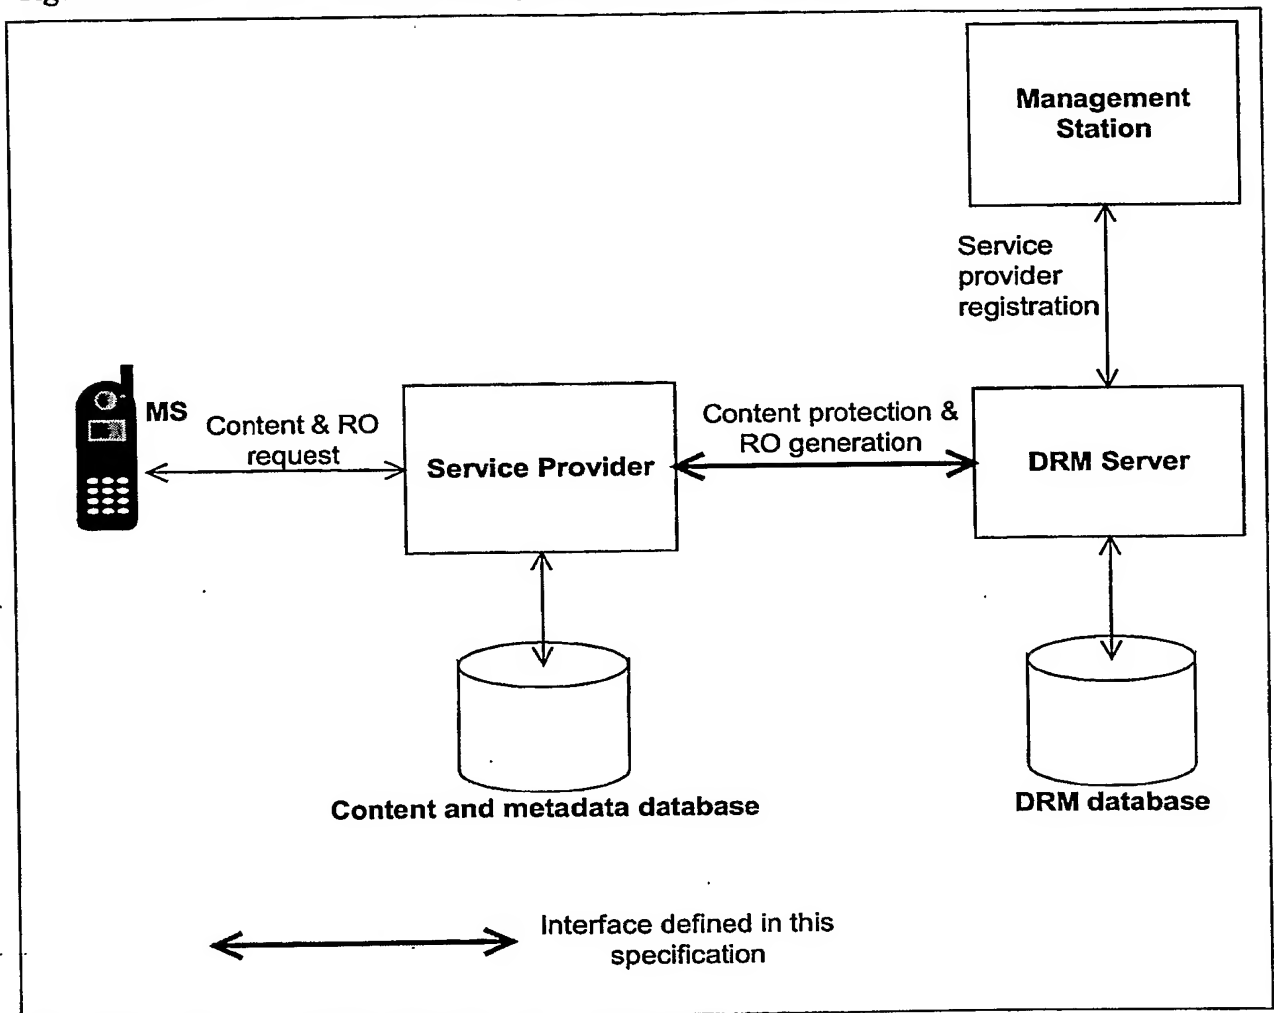 Management
Station
Service
provider
registration
MS
Content & RO
request
Service Provider
Content protection &
RO generation
DRM Server
Content and metadata database
DRM database
Interface defined in this
specification